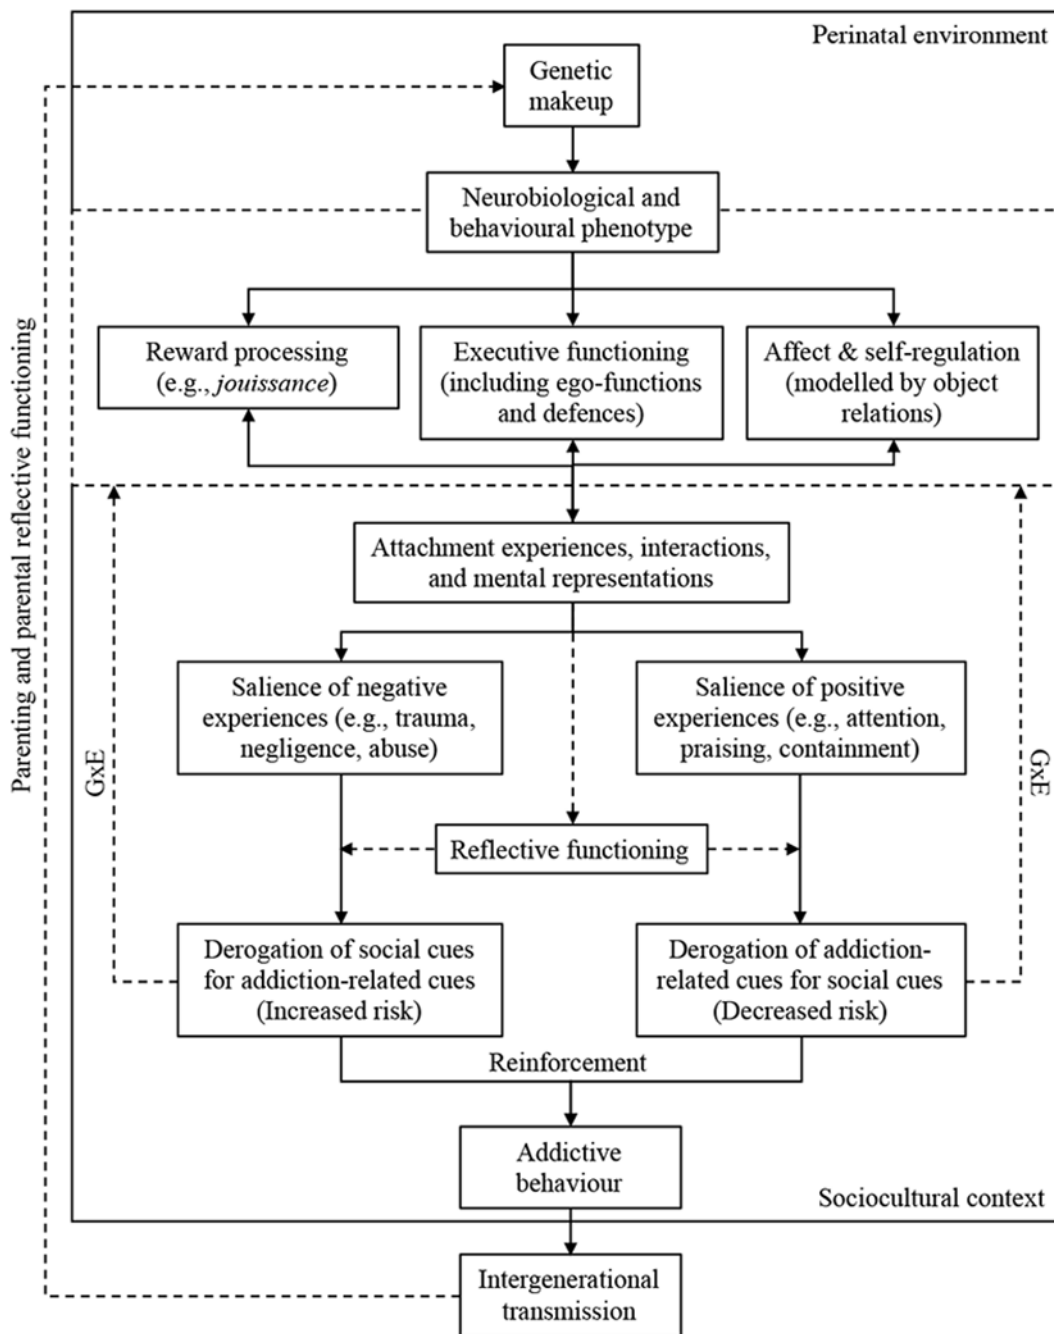 Perinatal environment
Genetic
makeup
Neurobiological and
behavioural phenotype
Reward processing
(e.g., jouissance)
Executive functioning
(including ego-functions
and defences)
Affect & self-regulation
(modelled by object
relations)
Parenting and parental reflective functioning
Attachment experiences, interactions,
and mental representations
Salience of negative
experiences (e.g., trauma,
negligence, abuse)
Salience of positive
experiences (e.g., attention,
praising, containment)
GxE
GxE
Reflective functioning
Derogation of social cues
for addiction-related cues
(Increased risk)
Derogation of addiction-
related cues for social cues
(Decreased risk)
Reinforcement
Addictive
behaviour
Sociocultural context
Intergenerational
transmission